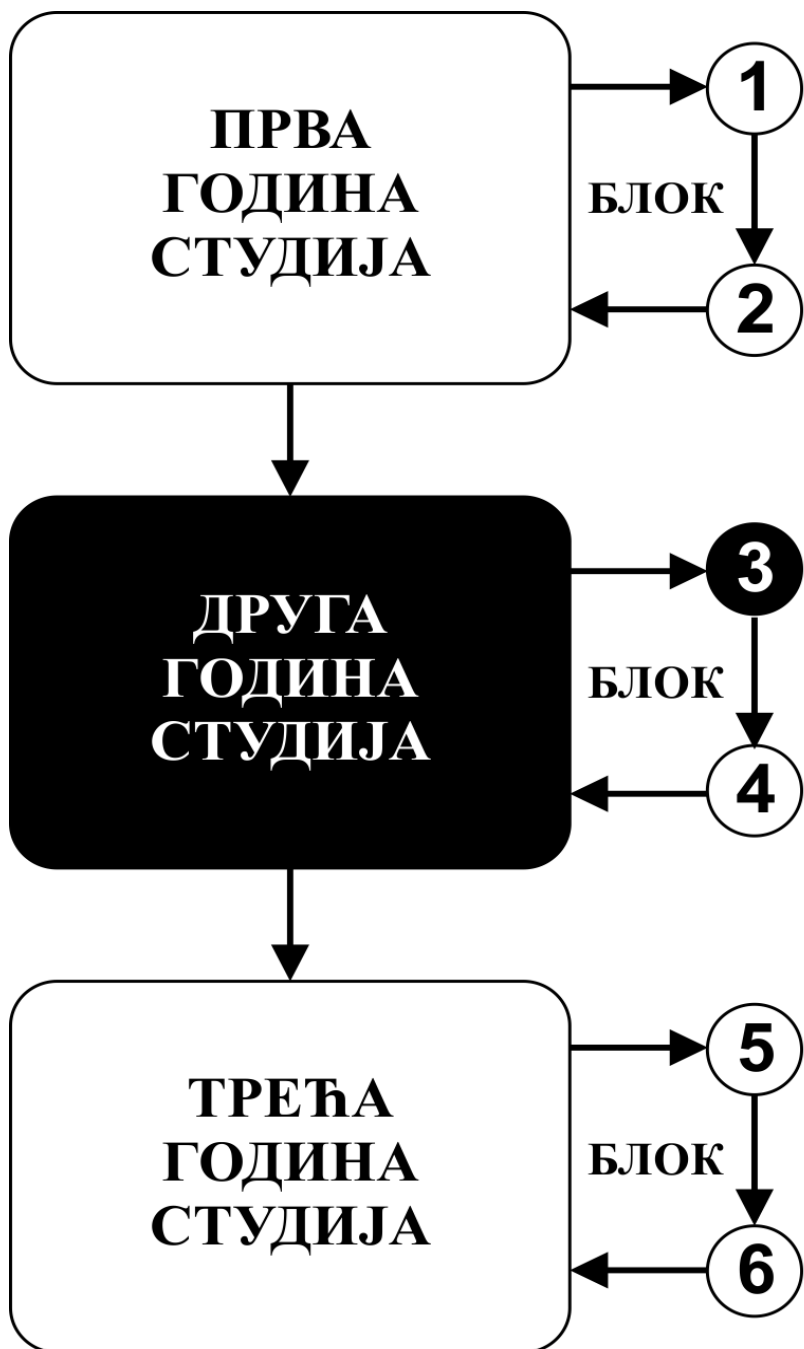 ПРВА
ГОДИНА
СТУДИЈА
1
БЛОК
2
ДРУГА
ГОДИНА
СТУДИЈА
3
БЛОК
4
ТРЕЋА
ГОДИНА
СТУДИЈА
5
БЛОК
6